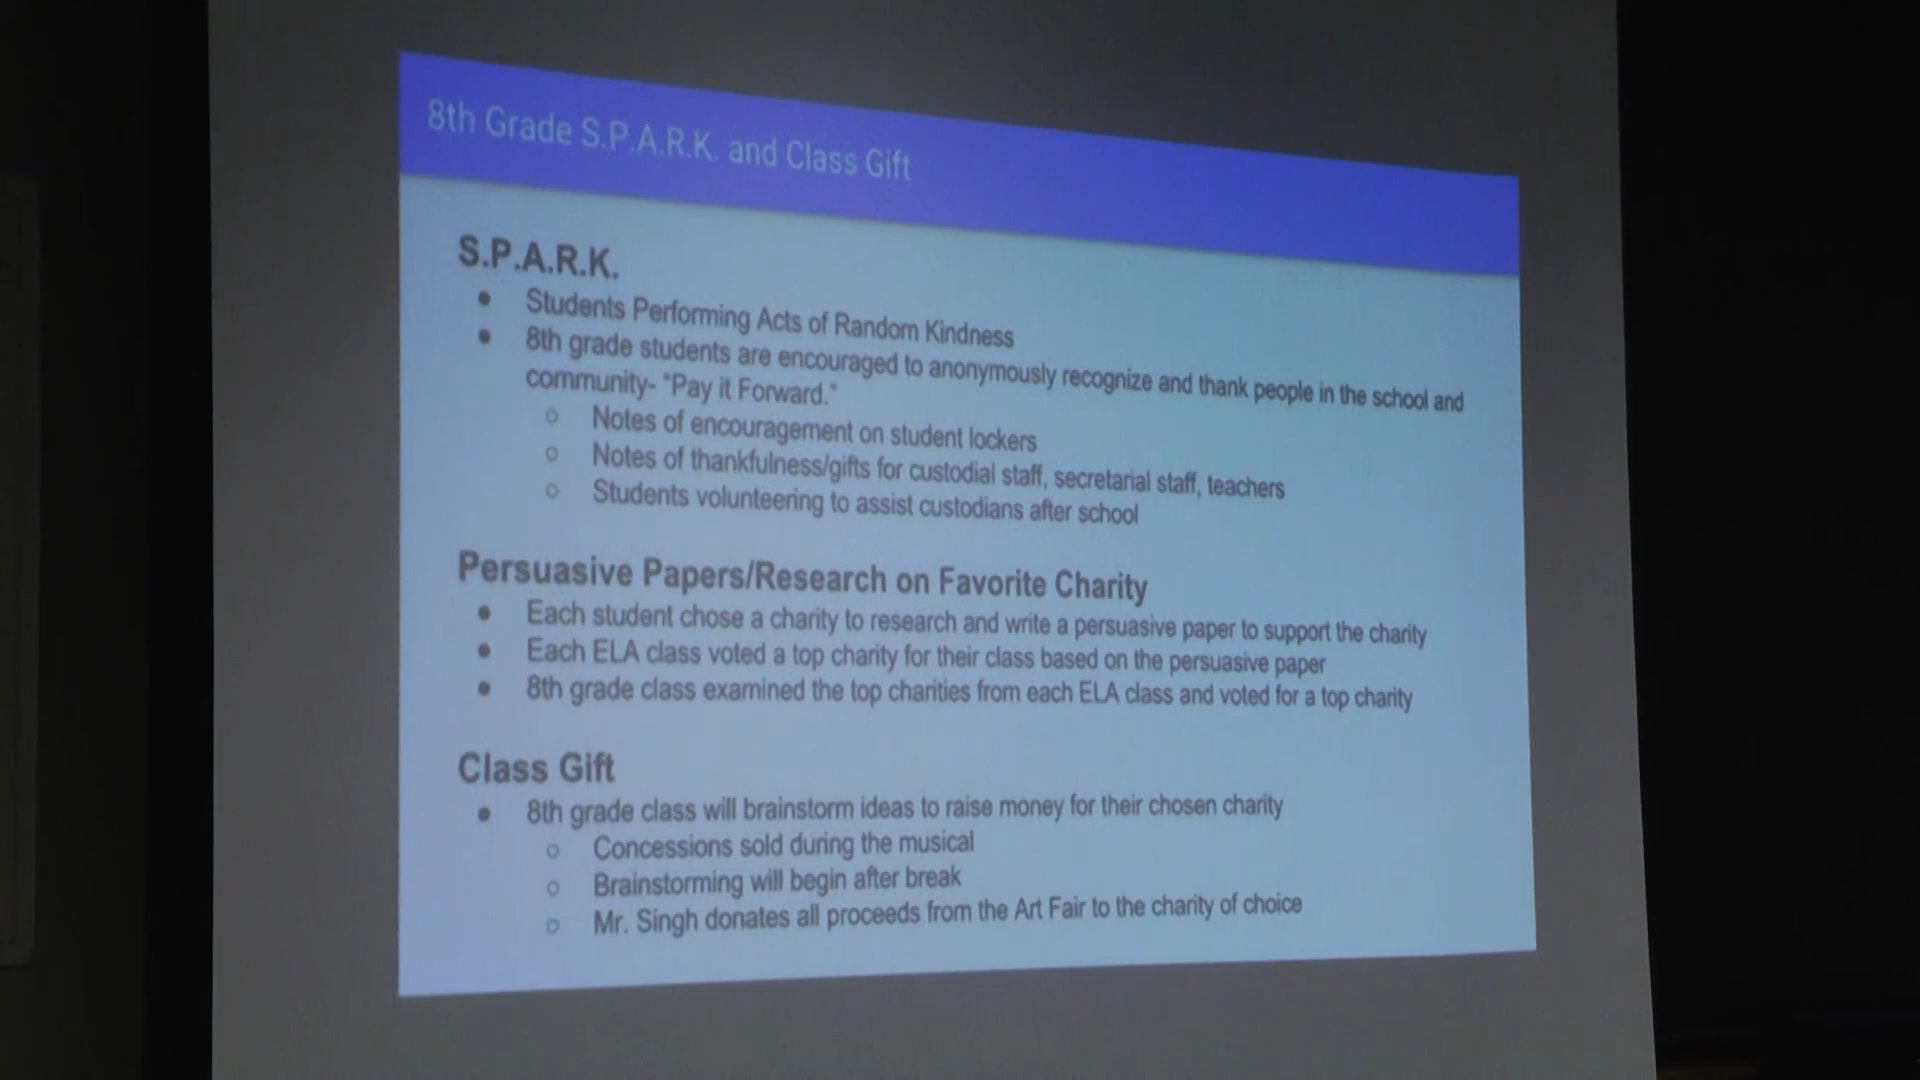 8th Grade S.P.A.R.K. and Class Gift
S.P.A.R.K.
● Students Performing Acts of Random Kindness
● 8th grade students are encouraged to anonymously recognize and thank people in the school and
community- "Pay it Forward."
○ Notes of encouragement on student lockers
○ Notes of thankfulness/gifts for custodial staff, secretarial staff, teachers
○ Students volunteering to assist custodians after school
Persuasive Papers/Research on Favorite Charity
● Each student chose a charity to research and write a persuasive paper to support the charity
● Each ELA class voted a top charity for their class based on the persuasive paper
● 8th grade class examined the top charities from each ELA class and voted for a top charity
Class Gift
● 8th grade class will brainstorm ideas to raise money for their chosen charity
○ Concessions sold during the musical
○ Brainstorming will begin after break
○ Mr. Singh donates all proceeds from the Art Fair to the charity of choice